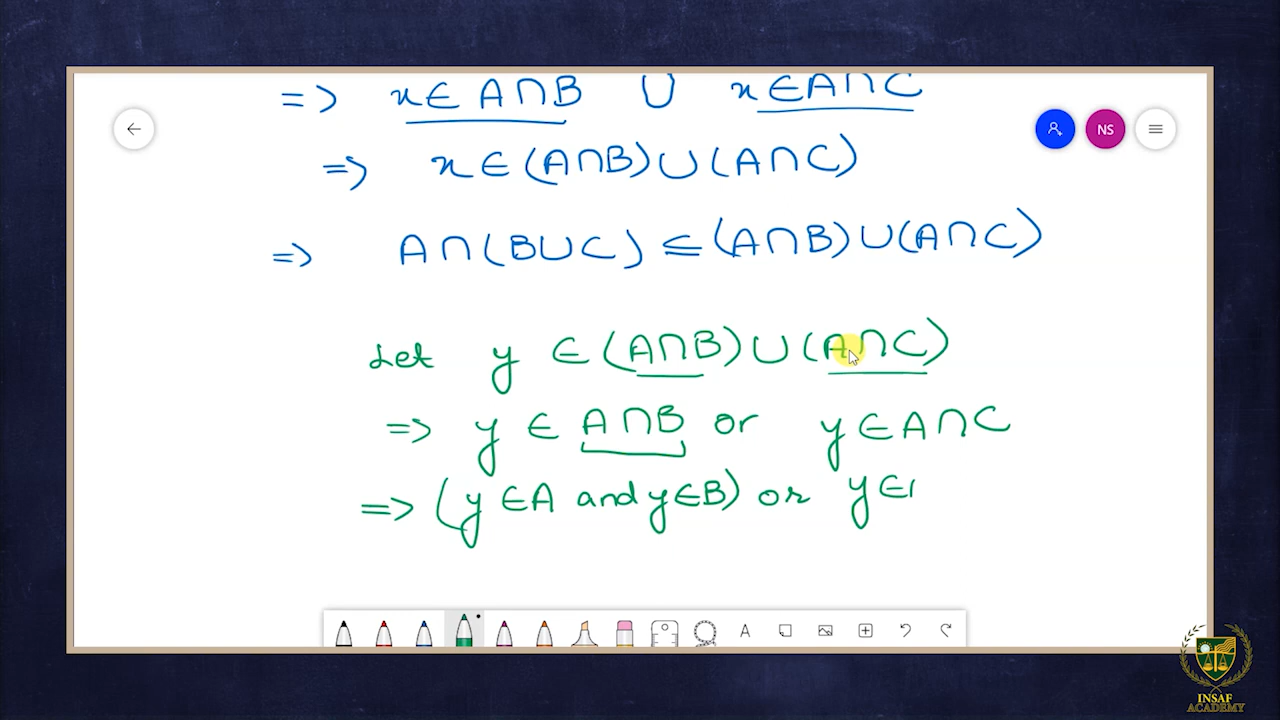 => x∈ A∩B ∪ x∈A∩C
=> x∈(A∩B)∪(A∩C)
=> A∩(B∪C) ⊆ (A∩B)∪(A∩C)
Let y ∈ (A∩B)∪(A∩C)
=> y ∈ A∩B or y∈A∩C
=> (y∈A and y∈B) or y∈
NS
A
INSAF
ACADEMY